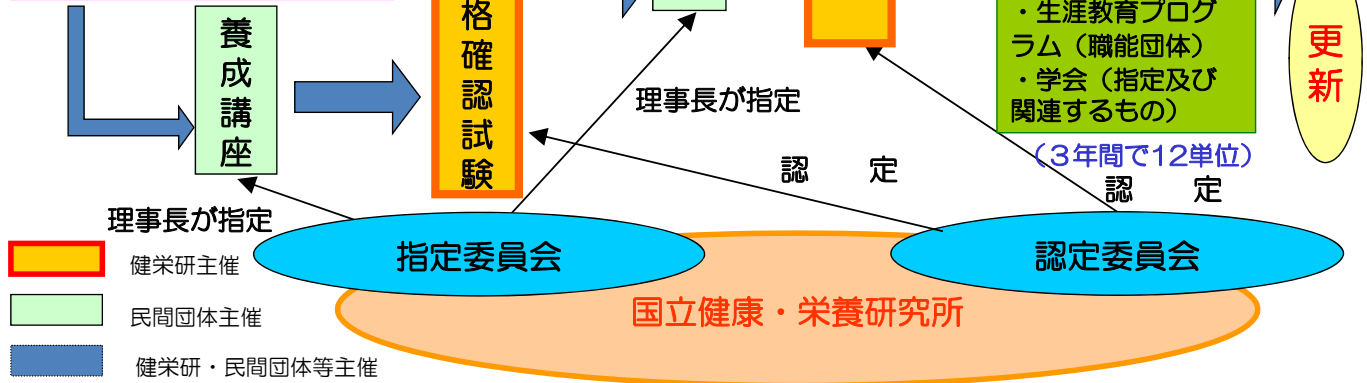 養成講座
格確認試験
・生涯教育プログ
ラム（職能団体）
・学会（指定及び
関連するもの）
更新
理事長が指定
（３年間で12単位）
認　　定
認　　定
理事長が指定
指定委員会
認定委員会
健栄研主催
国立健康・栄養研究所
民間団体主催
健栄研・民間団体等主催